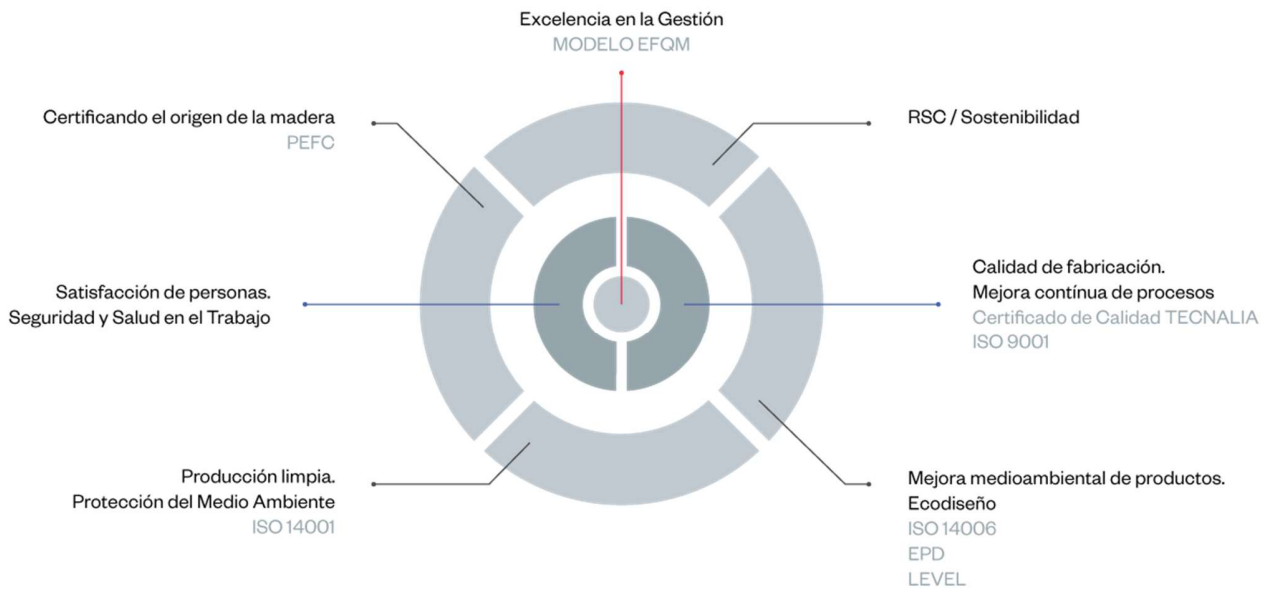 Excelencia en la Gestión
MODELO EFQM
Certificando el origen de la madera
PEFC
RSC / Sostenibilidad
Satisfacción de personas.
Seguridad y Salud en el Trabajo
Calidad de fabricación.
Mejora contínua de procesos
Certificado de Calidad TECNALIA
ISO 9001
Producción limpia.
Protección del Medio Ambiente
ISO 14001
Mejora medioambiental de productos.
Ecodiseño
ISO 14006
EPD
LEVEL